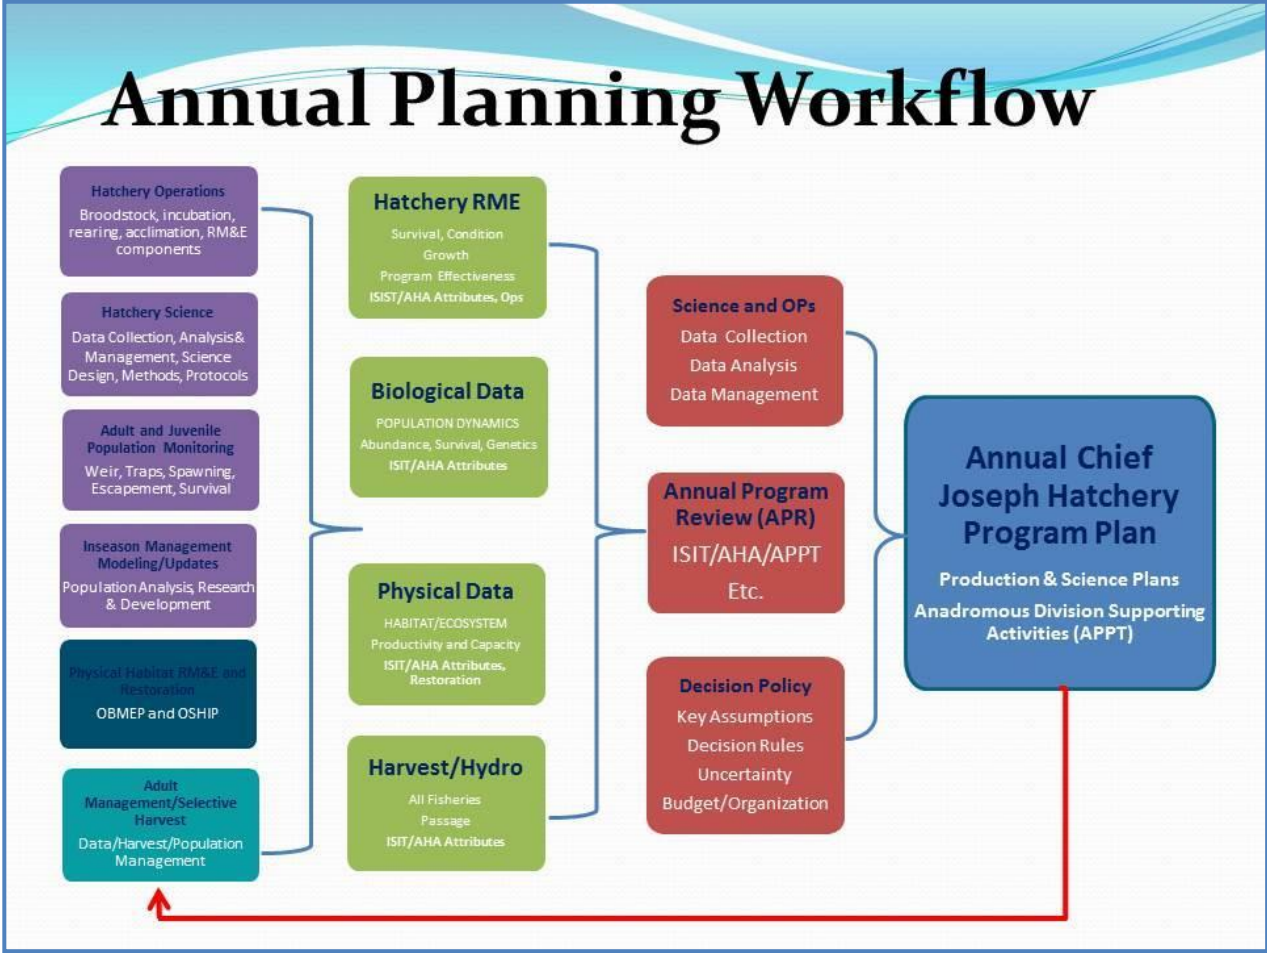 Annual Planning Workflow
Hatchery Operations
Broodstock, incubation,
rearing, acclimation, RM&E
components
Hatchery Science
Data Collection, Analysis&
Management, Science
Design, Methods, Protocols
Adult and Juvenile
Population Monitoring
Weir, Traps, Spawning,
Escapement, Survival
Inseason Management
Modeling/Updates
Population Analysis, Research
& Development
Physical Habitat RM&E and
Restoration
OBMEP and OSHIP
Adult
Management/Selective
Harvest
Data/Harvest/Population
Management
Hatchery RME
Survival, Condition
Growth
Program Effectiveness
ISIST/AHA Attributes, Ops
Biological Data
POPULATION DYNAMICS
Abundance, Survival, Genetics
ISIT/AHA Attributes
Physical Data
HABITAT/ECOSYSTEM
Productivity and Capacity
ISIT/AHA Attributes,
Restoration
Harvest/Hydro
All Fisheries
Passage
ISIT/AHA Attributes
Science and OPs
Data Collection
Data Analysis
Data Management
Annual Program
Review (APR)
ISIT/AHA/APPT
Etc.
Decision Policy
Key Assumptions
Decision Rules
Uncertainty
Budget/Organization
Annual Chief
Joseph Hatchery
Program Plan
Production & Science Plans
Anadromous Division Supporting
Activities (APPT)